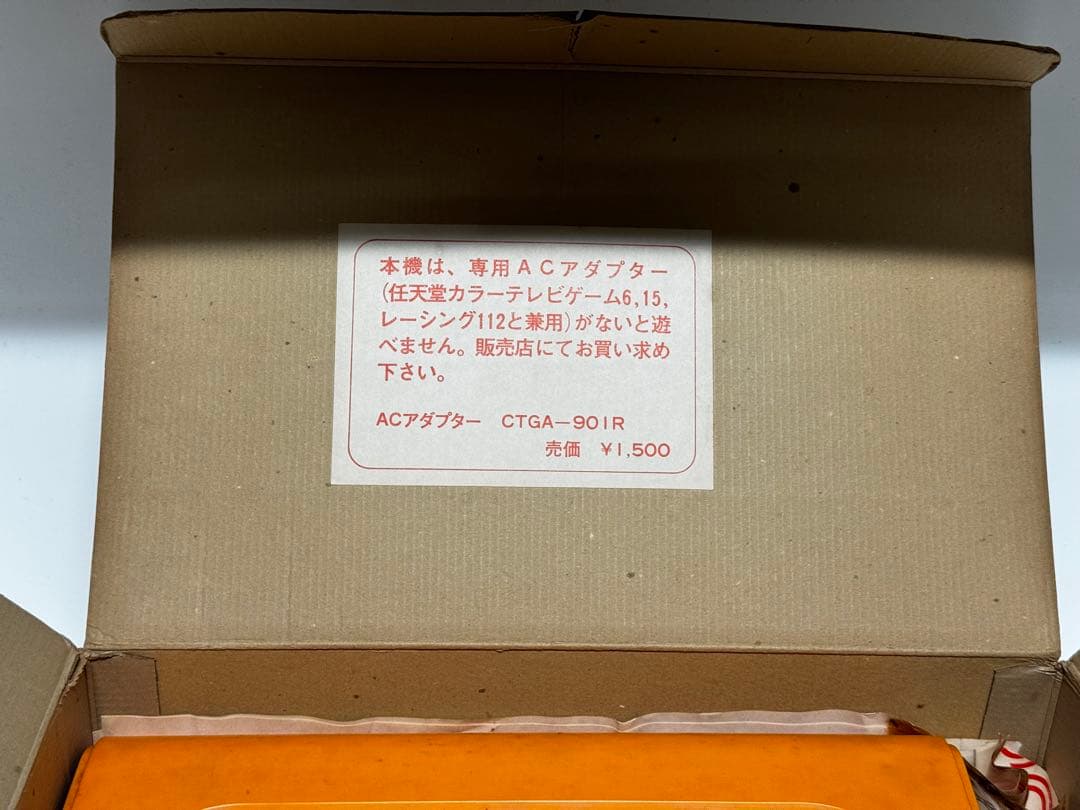 本機は、専用ACアダプター
(任天堂カラーテレビゲーム6,15,
レーシング112と兼用)がないと遊
べません。販売店にてお買い求め
下さい。
ACアダプター CTGA-901R
売価 ¥1,500